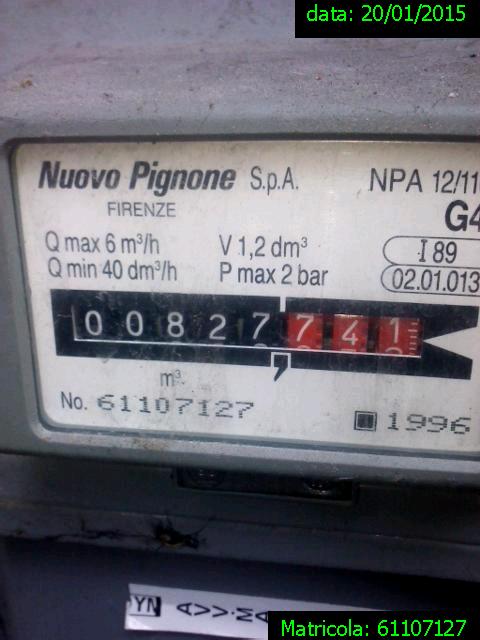 data: 20/01/2015
Nuovo Pignone S.p.A. NPA 12/11
FIRENZE G4
Q max 6 m³/h V 1,2 dm³ I 89
Q min 40 dm³/h P max 2 bar 02.01.013
00827741
m³
No. 61107127 1996
AVV.
Matricola: 61107127